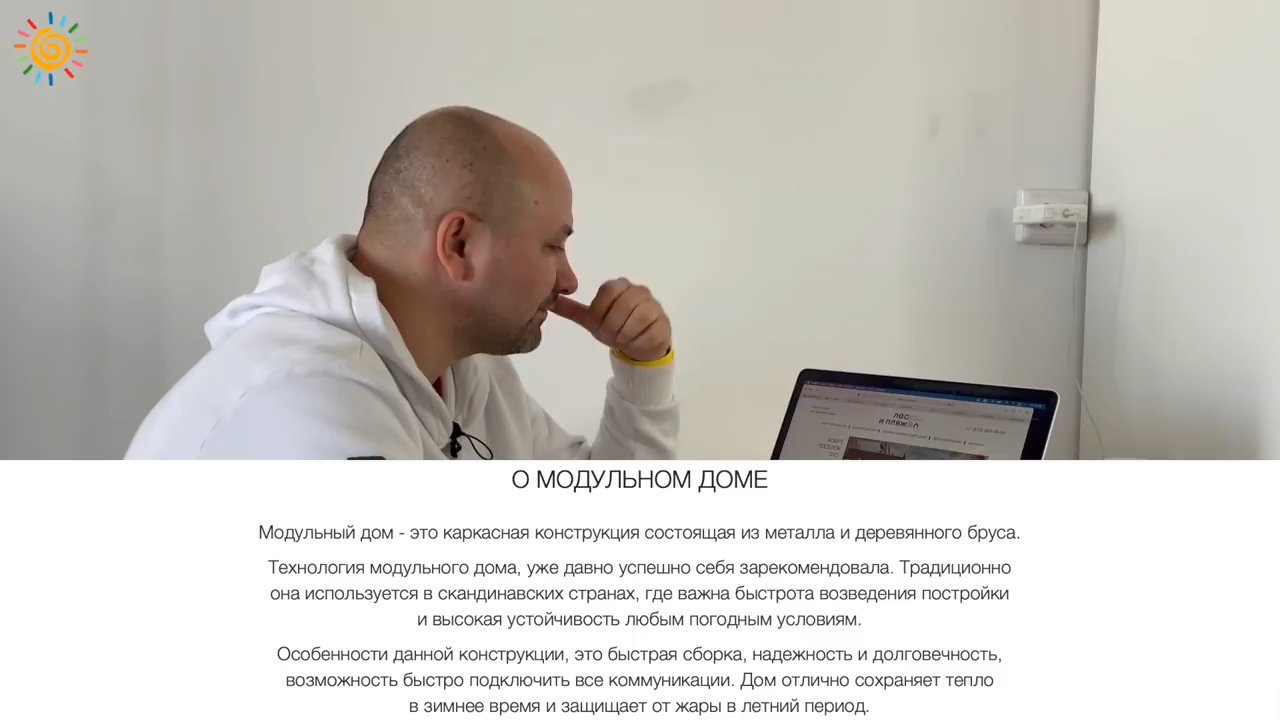 лес
и пляж
О МОДУЛЬНОМ ДОМЕ
Модульный дом - это каркасная конструкция состоящая из металла и деревянного бруса.
Технология модульного дома, уже давно успешно себя зарекомендовала. Традиционно
она используется в скандинавских странах, где важна быстрота возведения постройки
и высокая устойчивость любым погодным условиям.
Особенности данной конструкции, это быстрая сборка, надежность и долговечность,
возможность быстро подключить все коммуникации. Дом отлично сохраняет тепло
в зимнее время и защищает от жары в летний период.